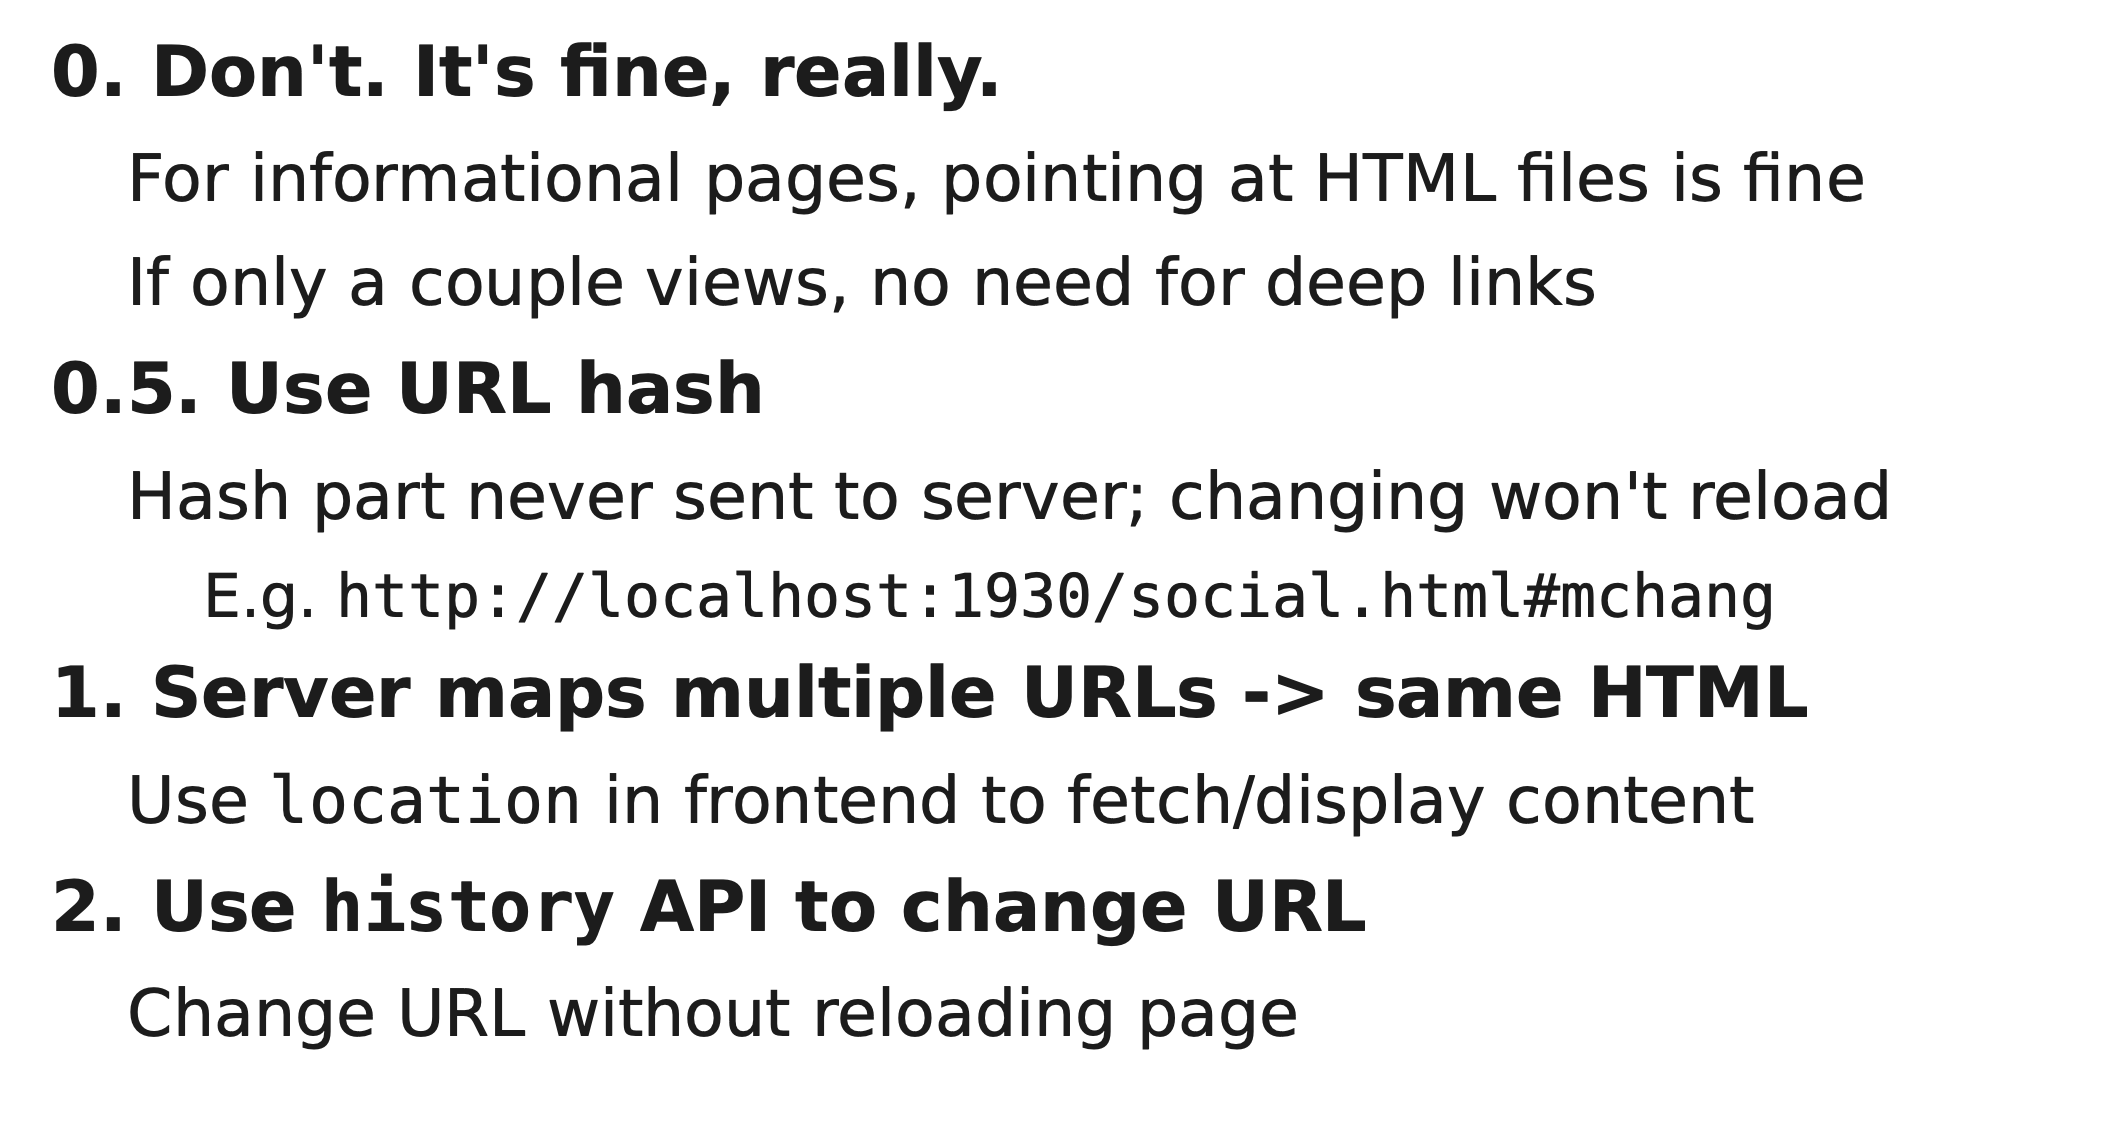 0. Don't. It's fine, really.
For informational pages, pointing at HTML files is fine
If only a couple views, no need for deep links
0.5. Use URL hash
Hash part never sent to server; changing won't reload
E.g. http://localhost:1930/social.html#mchang
1. Server maps multiple URLs -> same HTML
Use location in frontend to fetch/display content
2. Use history API to change URL
Change URL without reloading page